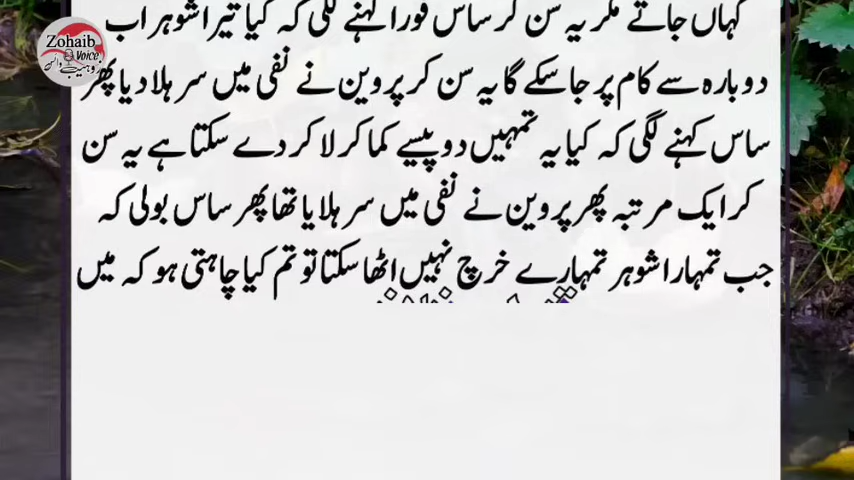 Zohaib
Voice
کہاں جاتے مگر یہ سن کر ساس فورا کہنے لگی کہ کیا تیرا شوہر اب
دوبارہ سے کام پر جا سکے گا یہ سن کر پروین نے نفی میں سر ہلا دیا پھر
ساس کہنے لگی کہ کیا یہ تمہیں دو پیسے کما کر لا کر دے سکتا ہے یہ سن
کر ایک مرتبہ پھر پروین نے نفی میں سر ہلایا تھا پھر ساس بولی کہ
جب تمہارا شوہر تمہارے خرچ نہیں اٹھا سکتا تو تم کیا چاہتی ہو کہ میں